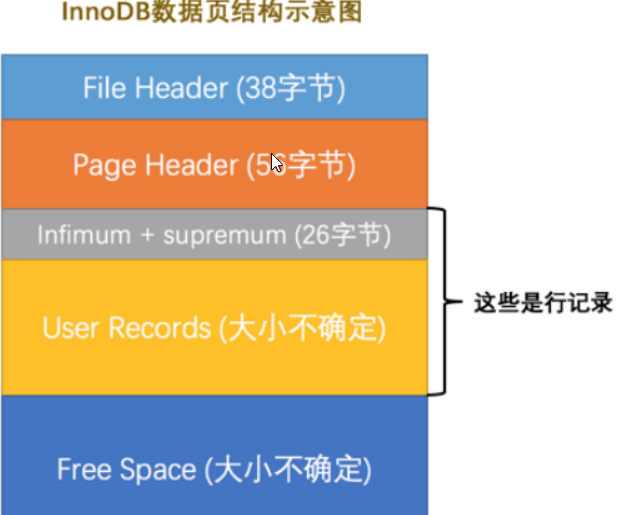 InnoDB数据页结构示意图
File Header (38字节)
Page Header (56字节)
Infimum + supremum (26字节)
User Records (大小不确定)
这些是行记录
Free Space (大小不确定)